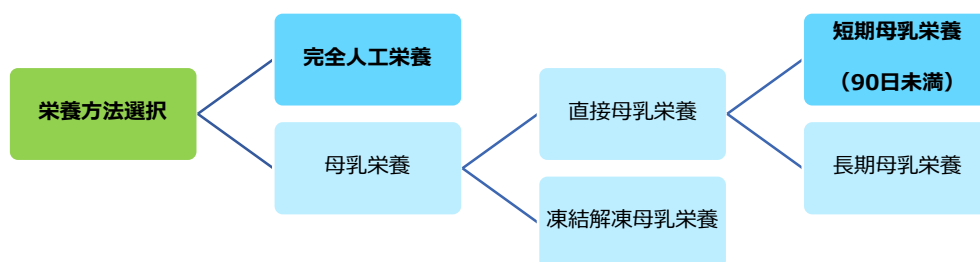 栄養方法選択
完全人工栄養
母乳栄養
直接母乳栄養
凍結解凍母乳栄養
短期母乳栄養
（90日未満）
長期母乳栄養